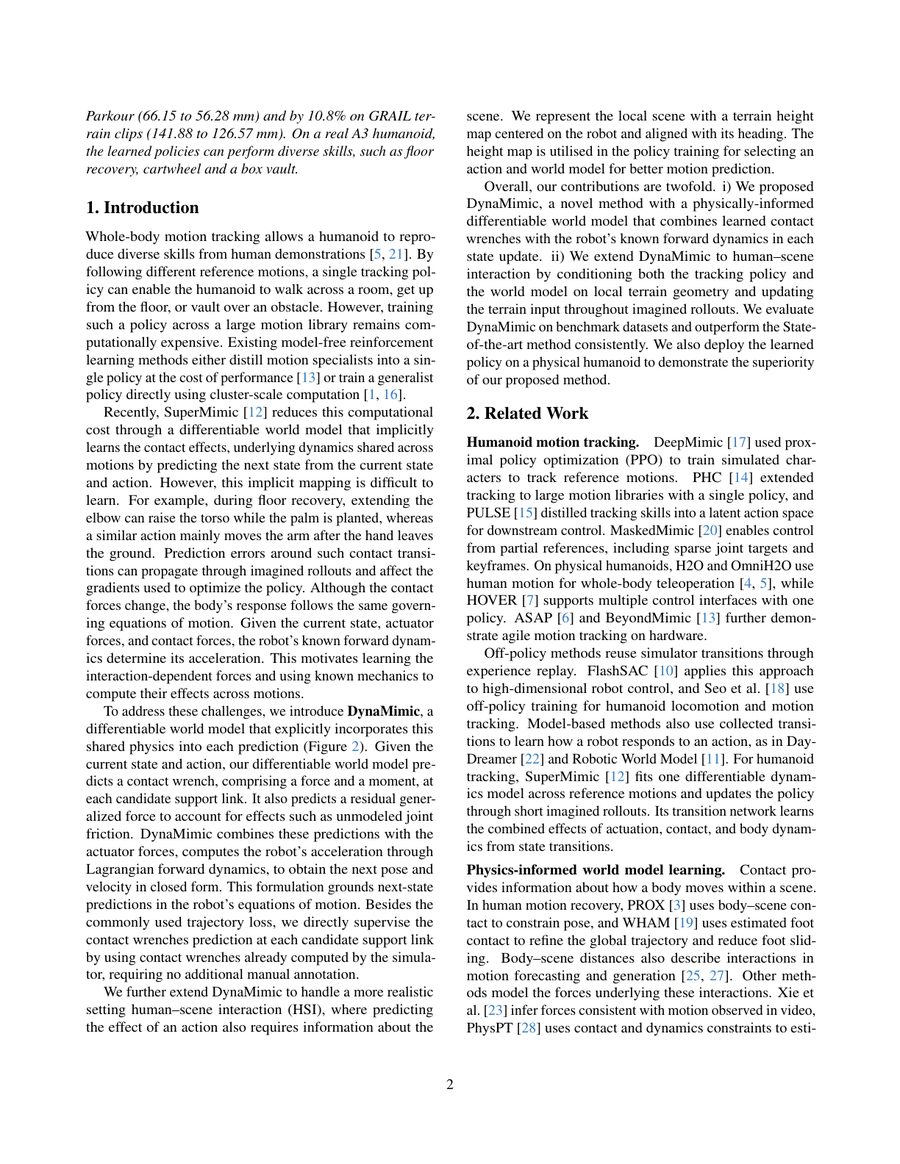 Parkour (66.15 to 56.28 mm) and by 10.8% on GRAIL ter-
rain clips (141.88 to 126.57 mm). On a real A3 humanoid,
the learned policies can perform diverse skills, such as floor
recovery, cartwheel and a box vault.
1. Introduction
Whole-body motion tracking allows a humanoid to repro-
duce diverse skills from human demonstrations [5, 21]. By
following different reference motions, a single tracking pol-
icy can enable the humanoid to walk across a room, get up
from the floor, or vault over an obstacle. However, training
such a policy across a large motion library remains com-
putationally expensive. Existing model-free reinforcement
learning methods either distill motion specialists into a sin-
gle policy at the cost of performance [13] or train a generalist
policy directly using cluster-scale computation [1, 16].
Recently, SuperMimic [12] reduces this computational
cost through a differentiable world model that implicitly
learns the contact effects, underlying dynamics shared across
motions by predicting the next state from the current state
and action. However, this implicit mapping is difficult to
learn. For example, during floor recovery, extending the
elbow can raise the torso while the palm is planted, whereas
a similar action mainly moves the arm after the hand leaves
the ground. Prediction errors around such contact transi-
tions can propagate through imagined rollouts and affect the
gradients used to optimize the policy. Although the contact
forces change, the body's response follows the same govern-
ing equations of motion. Given the current state, actuator
forces, and contact forces, the robot's known forward dynam-
ics determine its acceleration. This motivates learning the
interaction-dependent forces and using known mechanics to
compute their effects across motions.
To address these challenges, we introduce DynaMimic, a
differentiable world model that explicitly incorporates this
shared physics into each prediction (Figure 2). Given the
current state and action, our differentiable world model pre-
dicts a contact wrench, comprising a force and a moment, at
each candidate support link. It also predicts a residual gener-
alized force to account for effects such as unmodeled joint
friction. DynaMimic combines these predictions with the
actuator forces, computes the robot's acceleration through
Lagrangian forward dynamics, to obtain the next pose and
velocity in closed form. This formulation grounds next-state
predictions in the robot's equations of motion. Besides the
commonly used trajectory loss, we directly supervise the
contact wrenches prediction at each candidate support link
by using contact wrenches already computed by the simula-
tor, requiring no additional manual annotation.
We further extend DynaMimic to handle a more realistic
setting human–scene interaction (HSI), where predicting
the effect of an action also requires information about the
scene. We represent the local scene with a terrain height
map centered on the robot and aligned with its heading. The
height map is utilised in the policy training for selecting an
action and world model for better motion prediction.
Overall, our contributions are twofold. i) We proposed
DynaMimic, a novel method with a physically-informed
differentiable world model that combines learned contact
wrenches with the robot's known forward dynamics in each
state update. ii) We extend DynaMimic to human–scene
interaction by conditioning both the tracking policy and
the world model on local terrain geometry and updating
the terrain input throughout imagined rollouts. We evaluate
DynaMimic on benchmark datasets and outperform the State-
of-the-art method consistently. We also deploy the learned
policy on a physical humanoid to demonstrate the superiority
of our proposed method.
2. Related Work
Humanoid motion tracking. DeepMimic [17] used prox-
imal policy optimization (PPO) to train simulated char-
acters to track reference motions. PHC [14] extended
tracking to large motion libraries with a single policy, and
PULSE [15] distilled tracking skills into a latent action space
for downstream control. MaskedMimic [20] enables control
from partial references, including sparse joint targets and
keyframes. On physical humanoids, H2O and OmniH2O use
human motion for whole-body teleoperation [4, 5], while
HOVER [7] supports multiple control interfaces with one
policy. ASAP [6] and BeyondMimic [13] further demon-
strate agile motion tracking on hardware.
Off-policy methods reuse simulator transitions through
experience replay. FlashSAC [10] applies this approach
to high-dimensional robot control, and Seo et al. [18] use
off-policy training for humanoid locomotion and motion
tracking. Model-based methods also use collected transi-
tions to learn how a robot responds to an action, as in Day-
Dreamer [22] and Robotic World Model [11]. For humanoid
tracking, SuperMimic [12] fits one differentiable dynam-
ics model across reference motions and updates the policy
through short imagined rollouts. Its transition network learns
the combined effects of actuation, contact, and body dynam-
ics from state transitions.
Physics-informed world model learning. Contact pro-
vides information about how a body moves within a scene.
In human motion recovery, PROX [3] uses body–scene con-
tact to constrain pose, and WHAM [19] uses estimated foot
contact to refine the global trajectory and reduce foot slid-
ing. Body–scene distances also describe interactions in
motion forecasting and generation [25, 27]. Other meth-
ods model the forces underlying these interactions. Xie et
al. [23] infer forces consistent with motion observed in video,
PhysPT [28] uses contact and dynamics constraints to esti-
2